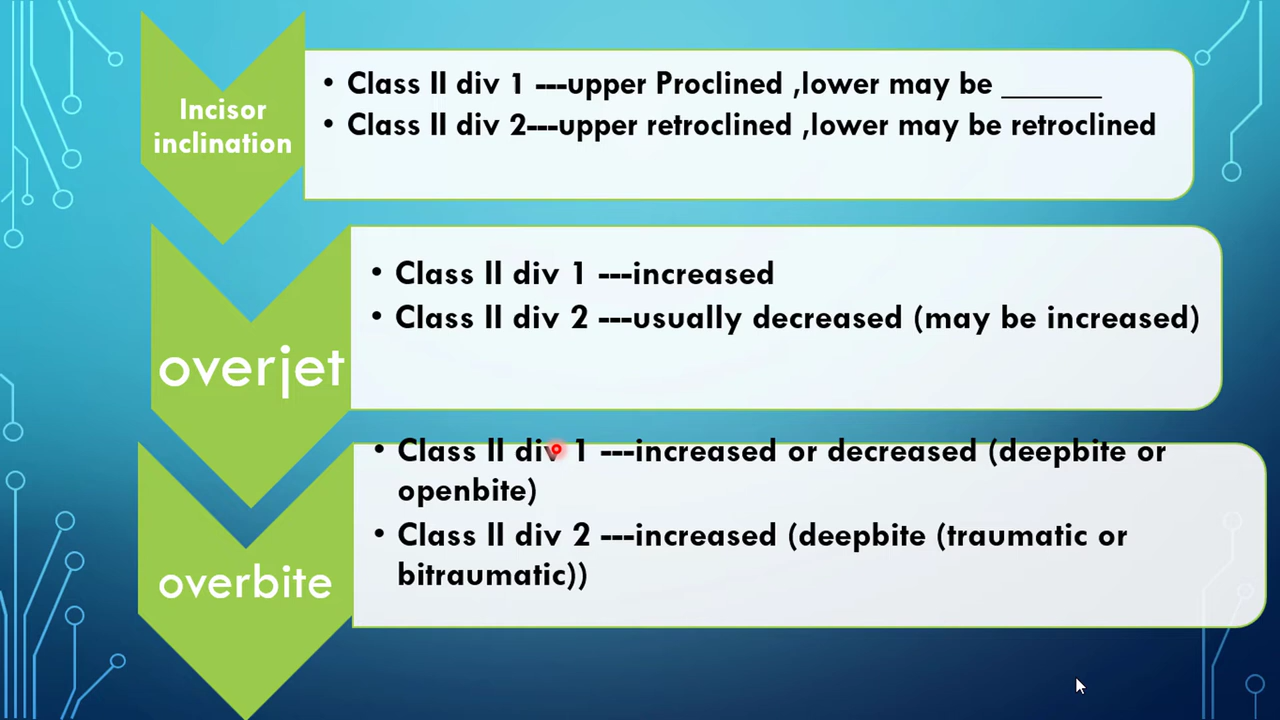 Incisor
inclination
• Class II div 1 ---upper Proclined ,lower may be _______
• Class II div 2---upper retroclined ,lower may be retroclined
overjet
• Class II div 1 ---increased
• Class II div 2 ---usually decreased (may be increased)
overbite
• Class II div 1 ---increased or decreased (deepbite or
openbite)
• Class II div 2 ---increased (deepbite (traumatic or
bitraumatic))